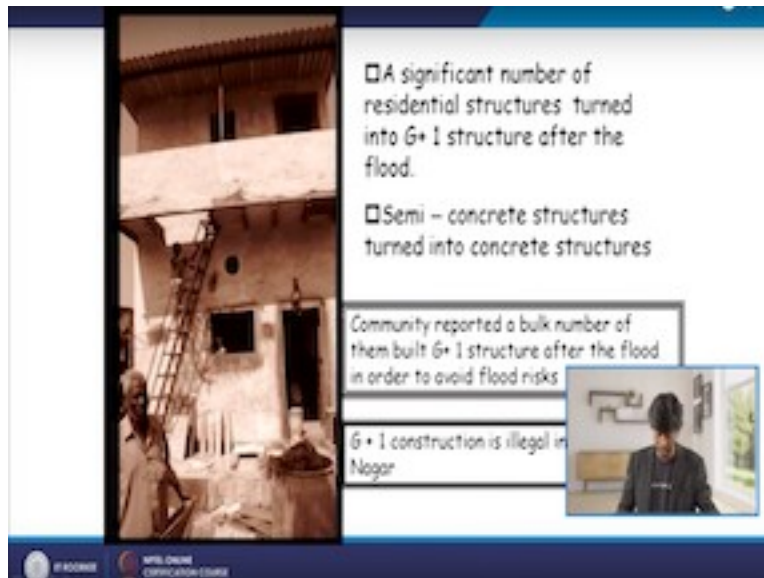 □A significant number of
residential structures turned
into G+ 1 structure after the
flood.
□Semi – concrete structures
turned into concrete structures
Community reported a bulk number of
them built G+ 1 structure after the flood
in order to avoid flood risks
G + 1 construction is illegal in
Nagar
IIT ROORKEE
NPTEL ONLINE
CERTIFICATION COURSE